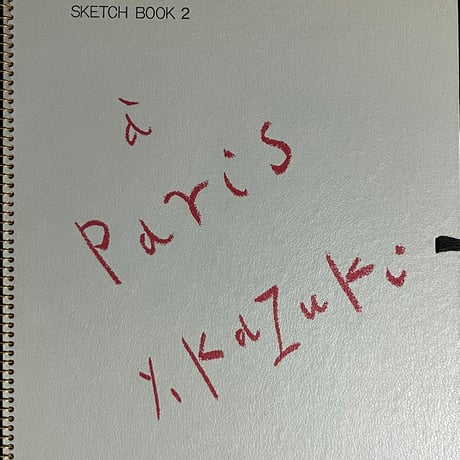 SKETCH BOOK 2
à
Paris
Y. Kazuki